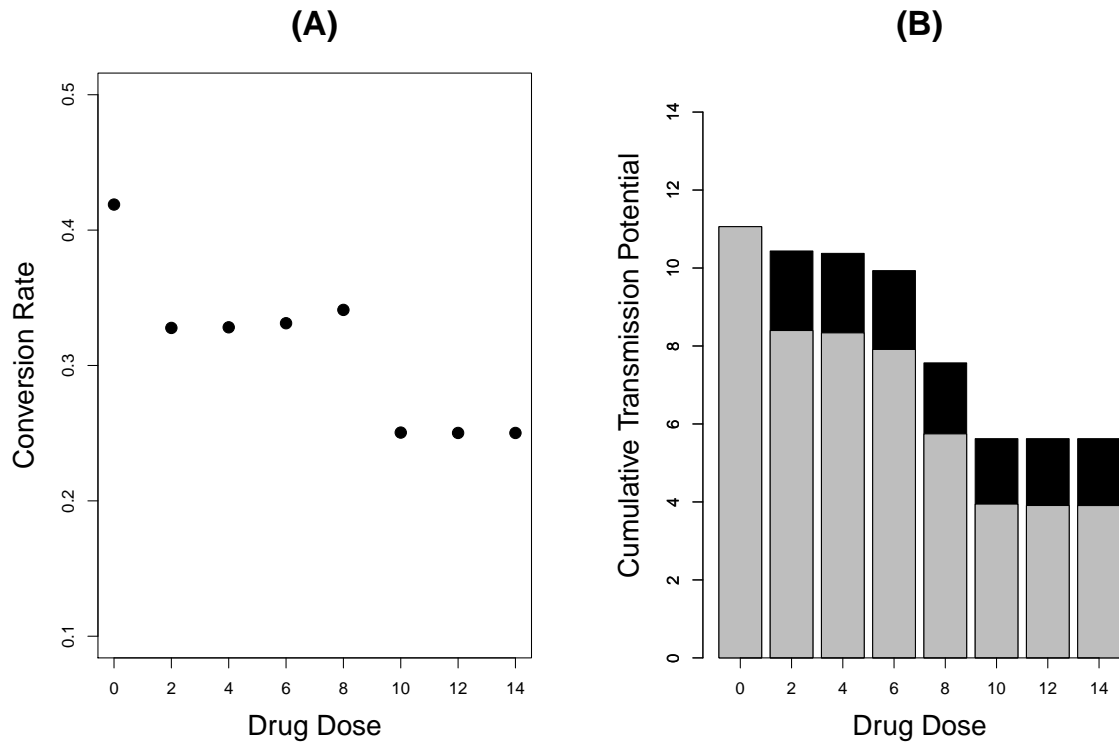 (A)
Conversion Rate
0.5
0.4
0.3
0.2
0.1
0 2 4 6 8 10 12 14
Drug Dose
(B)
Cumulative Transmission Potential
14
12
10
8
6
4
2
0
0 2 4 6 8 10 12 14
Drug Dose